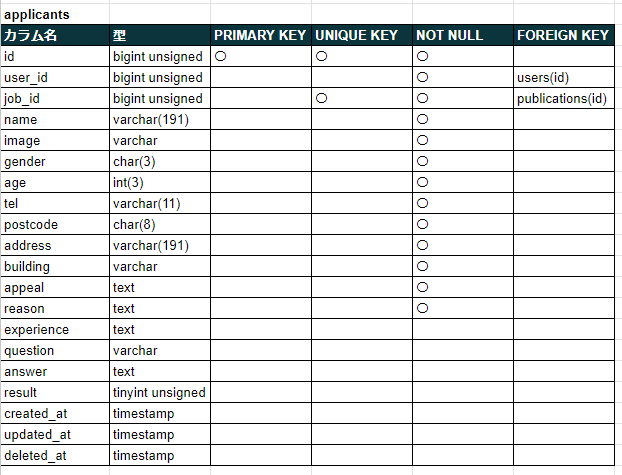 applicants
カラム名 型 PRIMARY KEY UNIQUE KEY NOT NULL FOREIGN KEY
id bigint unsigned 〇 〇 〇
user_id bigint unsigned 〇 users(id)
job_id bigint unsigned 〇 〇 publications(id)
name varchar(191) 〇
image varchar 〇
gender char(3) 〇
age int(3) 〇
tel varchar(11) 〇
postcode char(8) 〇
address varchar(191) 〇
building varchar 〇
appeal text 〇
reason text 〇
experience text
question varchar
answer text
result tinyint unsigned
created_at timestamp
updated_at timestamp
deleted_at timestamp